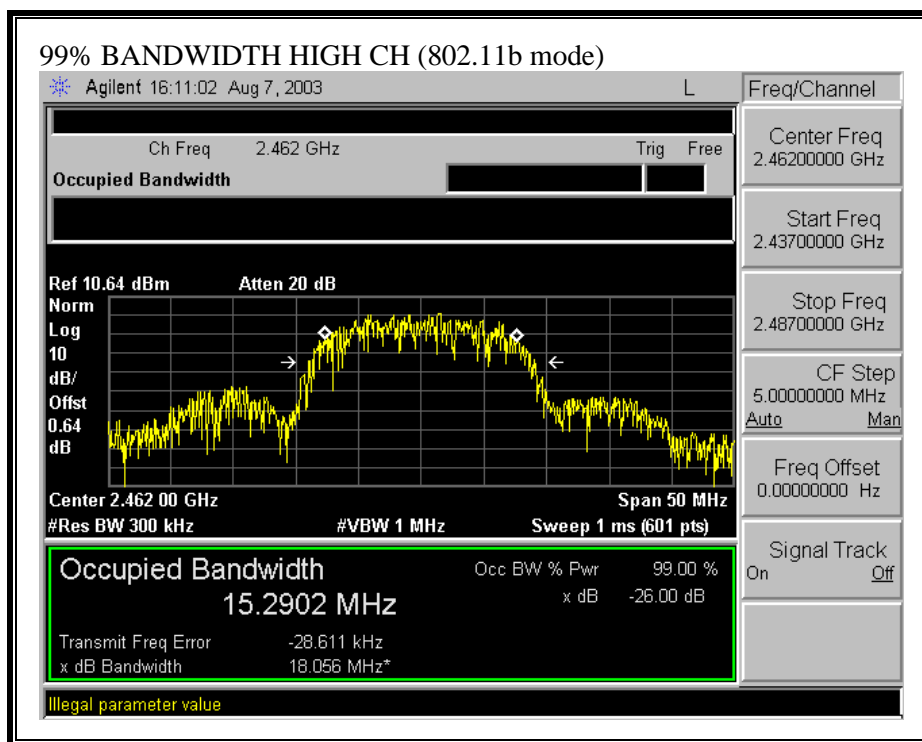 99% BANDWIDTH HIGH CH (802.11b mode)
Agilent 16:11:02 Aug 7, 2003 L
Freq/Channel
Ch Freq 2.462 GHz Trig Free
Occupied Bandwidth
Center Freq
2.46200000 GHz
Start Freq
2.43700000 GHz
Stop Freq
2.48700000 GHz
CF Step
5.00000000 MHz
Auto Man
Freq Offset
0.00000000 Hz
Signal Track
On Off
Ref 10.64 dBm Atten 20 dB
Norm
Log
10
dB/
Offst
0.64
dB
Center 2.462 00 GHz Span 50 MHz
#Res BW 300 kHz #VBW 1 MHz Sweep 1 ms (601 pts)
Occupied Bandwidth Occ BW % Pwr 99.00 %
15.2902 MHz x dB -26.00 dB
Transmit Freq Error -28.611 kHz
x dB Bandwidth 18.056 MHz*
Illegal parameter value